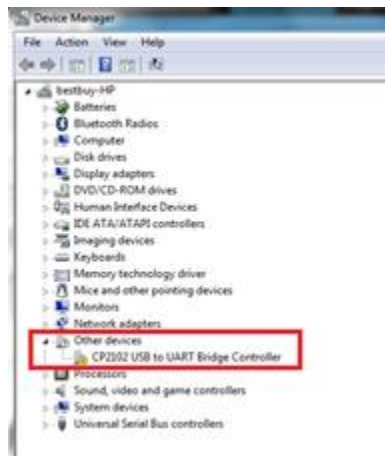 Device Manager
File Action View Help
bestbuy-HP
Batteries
Bluetooth Radios
Computer
Disk drives
Display adapters
DVD/CD-ROM drives
Human Interface Devices
IDE ATA/ATAPI controllers
Imaging devices
Keyboards
Memory technology driver
Mice and other pointing devices
Monitors
Network adapters
Other devices
CP2102 USB to UART Bridge Controller
Processors
Sound, video and game controllers
System devices
Universal Serial Bus controllers